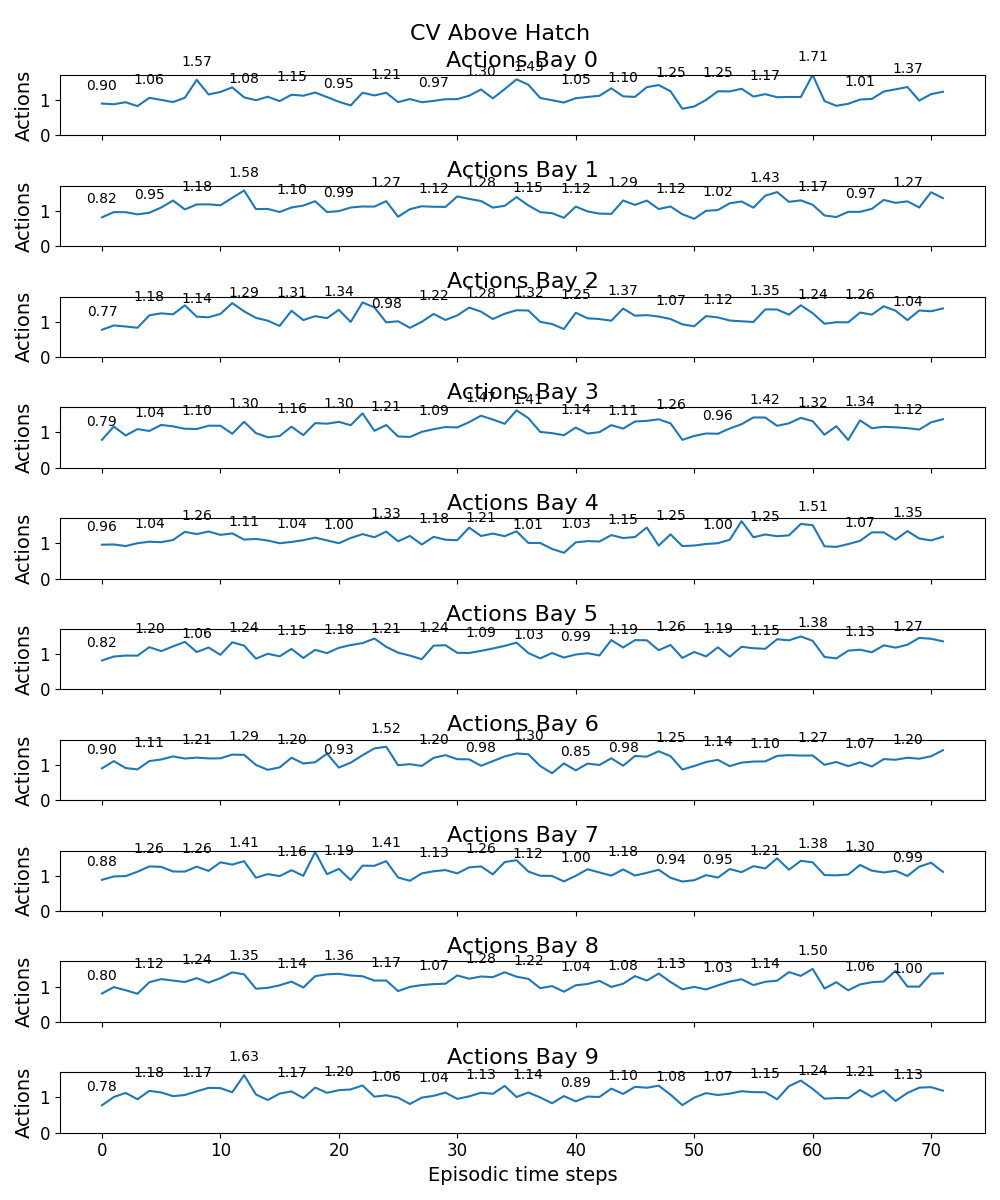 CV Above Hatch
Actions Bay 0
0.90 1.06 1.57 1.08 1.15 0.95 1.21 0.97 1.30 1.45 1.05 1.10 1.25 1.25 1.17 1.71 1.01 1.37
Actions
1
0
Actions Bay 1
0.82 0.95 1.18 1.58 1.10 0.99 1.27 1.12 1.28 1.15 1.12 1.29 1.12 1.02 1.43 1.17 0.97 1.27
Actions
1
0
Actions Bay 2
0.77 1.18 1.14 1.29 1.31 1.34 0.98 1.22 1.28 1.32 1.25 1.37 1.07 1.12 1.35 1.24 1.26 1.04
Actions
1
0
Actions Bay 3
0.79 1.04 1.10 1.30 1.16 1.30 1.21 1.09 1.47 1.41 1.14 1.11 1.26 0.96 1.42 1.32 1.34 1.12
Actions
1
0
Actions Bay 4
0.96 1.04 1.26 1.11 1.04 1.00 1.33 1.18 1.21 1.01 1.03 1.15 1.25 1.00 1.25 1.51 1.07 1.35
Actions
1
0
Actions Bay 5
0.82 1.20 1.06 1.24 1.15 1.18 1.21 1.24 1.09 1.03 0.99 1.19 1.26 1.19 1.15 1.38 1.13 1.27
Actions
1
0
Actions Bay 6
0.90 1.11 1.21 1.29 1.20 0.93 1.52 1.20 0.98 1.30 0.85 0.98 1.25 1.14 1.10 1.27 1.07 1.20
Actions
1
0
Actions Bay 7
0.88 1.26 1.26 1.41 1.16 1.19 1.41 1.13 1.26 1.12 1.00 1.18 0.94 0.95 1.21 1.38 1.30 0.99
Actions
1
0
Actions Bay 8
0.80 1.12 1.24 1.35 1.14 1.36 1.17 1.07 1.28 1.22 1.04 1.08 1.13 1.03 1.14 1.50 1.06 1.00
Actions
1
0
Actions Bay 9
0.78 1.18 1.17 1.63 1.17 1.20 1.06 1.04 1.13 1.14 0.89 1.10 1.08 1.07 1.15 1.24 1.21 1.13
Actions
1
0
0 10 20 30 40 50 60 70
Episodic time steps